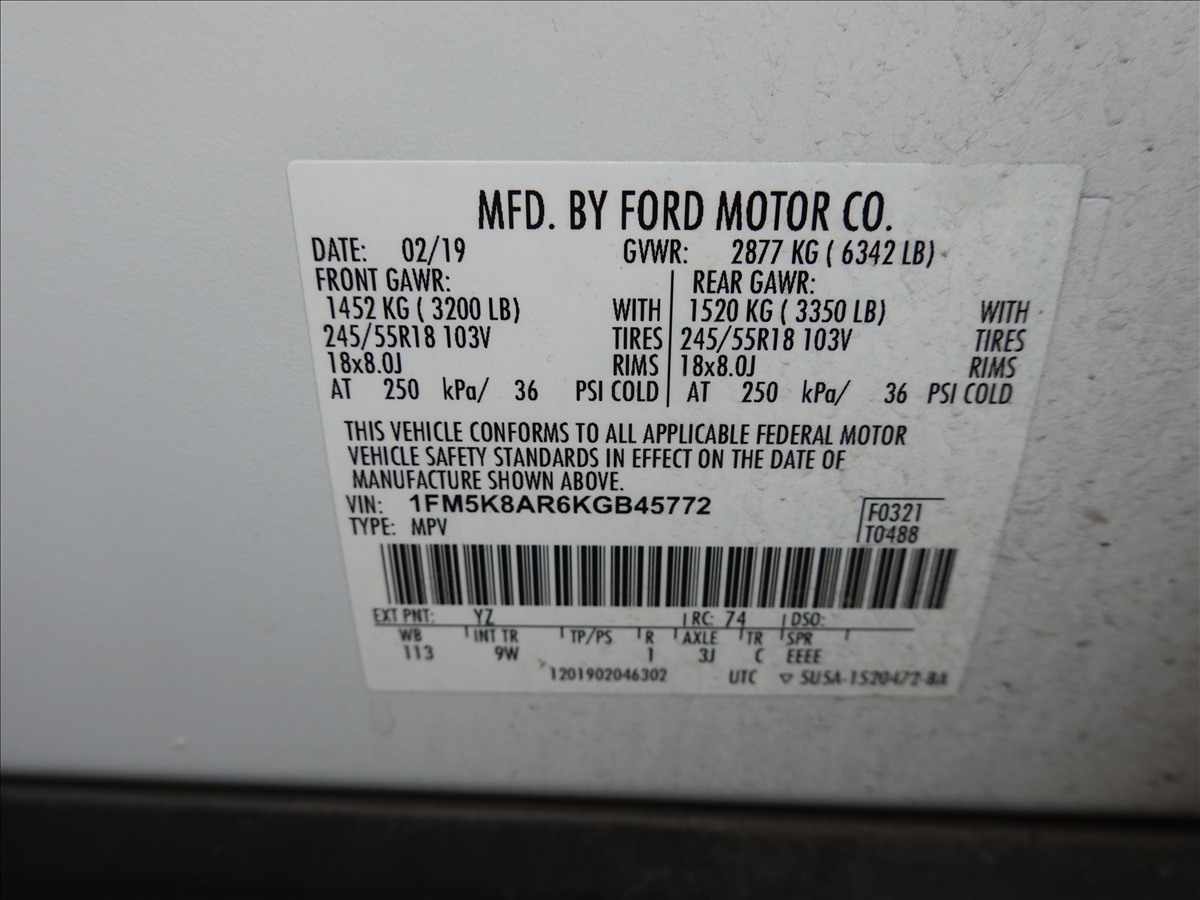 MFD. BY FORD MOTOR CO.
DATE: 02/19 GVWR: 2877 KG ( 6342 LB)
FRONT GAWR: REAR GAWR:
1452 KG ( 3200 LB) WITH 1520 KG ( 3350 LB) WITH
245/55R18 103V TIRES 245/55R18 103V TIRES
18x8.0J RIMS 18x8.0J RIMS
AT 250 kPa/ 36 PSI COLD AT 250 kPa/ 36 PSI COLD
THIS VEHICLE CONFORMS TO ALL APPLICABLE FEDERAL MOTOR
VEHICLE SAFETY STANDARDS IN EFFECT ON THE DATE OF
MANUFACTURE SHOWN ABOVE.
VIN: 1FM5K8AR6KGB45772 F0321
TYPE: MPV T0488
EXT PNT: YZ RC: 74 DSO:
WB INT TR TP/PS R AXLE TR SPR
113 9W 1 3J C EEEE
1201902046302 UTC ▽ SUSA-1520472-BA